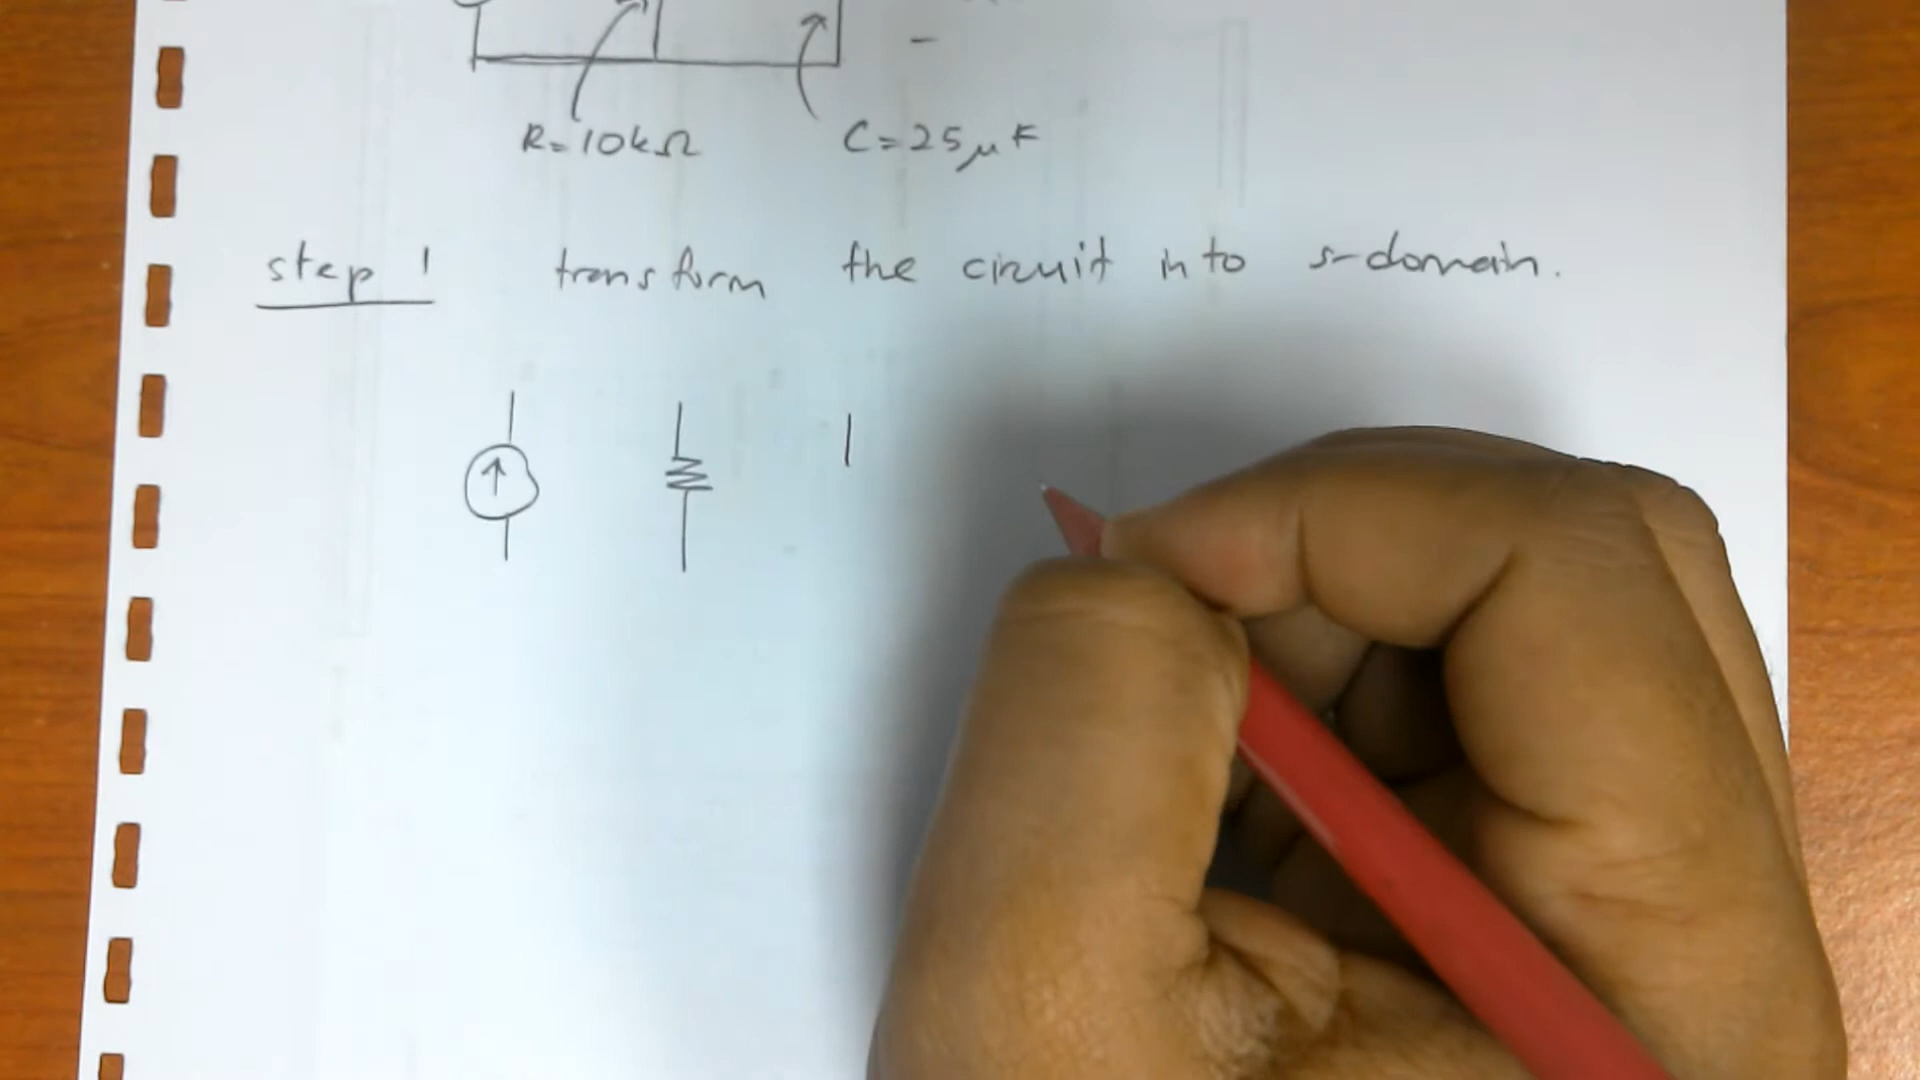 R=10kΩ C=25μF
step 1 transform the circuit into s-domain.